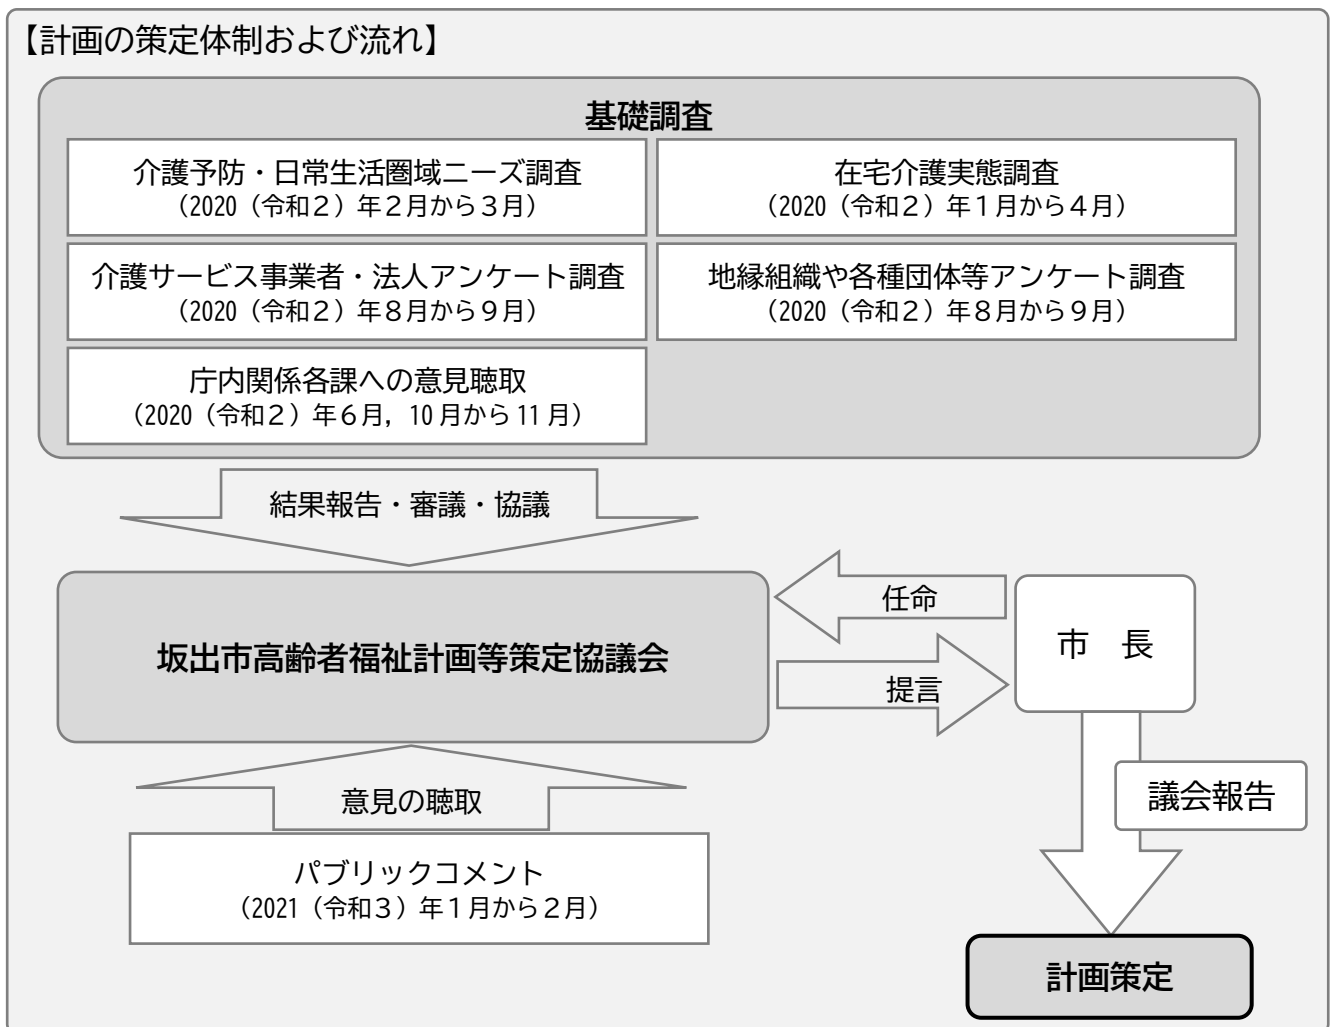 【計画の策定体制および流れ】
基礎調査
介護予防・日常生活圏域ニーズ調査
（2020（令和２）年２月から３月）
在宅介護実態調査
（2020（令和２）年１月から４月）
介護サービス事業者・法人アンケート調査
（2020（令和２）年８月から９月）
地縁組織や各種団体等アンケート調査
（2020（令和２）年８月から９月）
庁内関係各課への意見聴取
（2020（令和２）年６月，10月から11月）
結果報告・審議・協議
任命
坂出市高齢者福祉計画等策定協議会
市　長
提言
議会報告
意見の聴取
パブリックコメント
（2021（令和３）年１月から２月）
計画策定